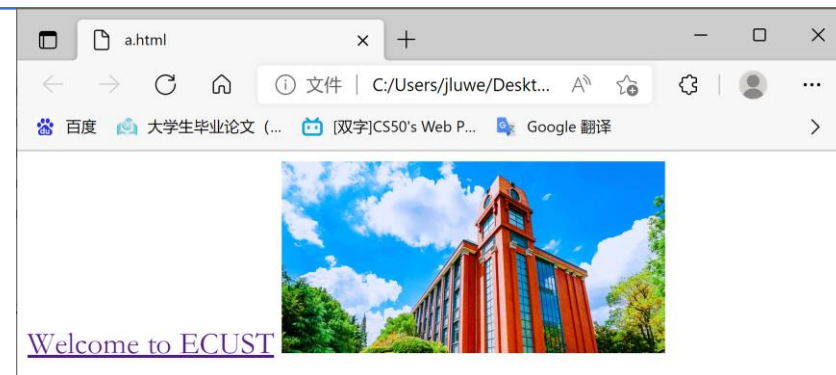 a.html
文件 | C:/Users/jluwe/Deskt... A
百度 大学生毕业论文 (... [双字]CS50's Web P... Google 翻译
Welcome to ECUST